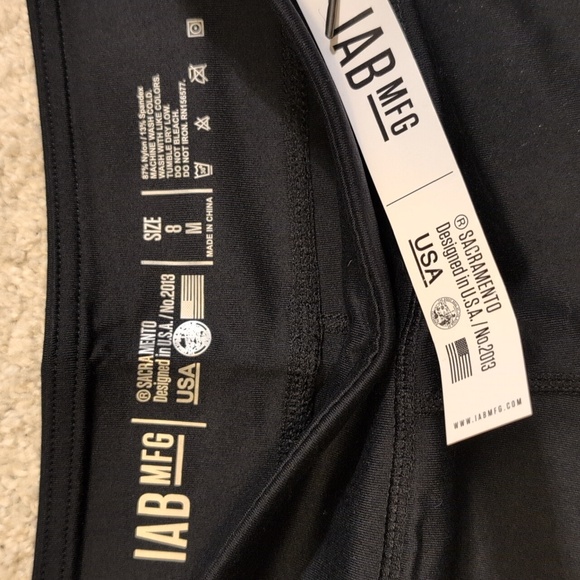 IAB MFG
® SACRAMENTO
Designed in U.S.A./No.2013
USA
SIZE
8
M
MADE IN CHINA
87% Nylon/13% Spandex
MACHINE WASH COLD.
WASH WITH LIKE COLORS.
TUMBLE DRY LOW.
DO NOT BLEACH.
DO NOT IRON. RN156577.
IAB MFG
® SACRAMENTO
Designed in U.S.A./No.2013
USA
WWW.IABMFG.COM